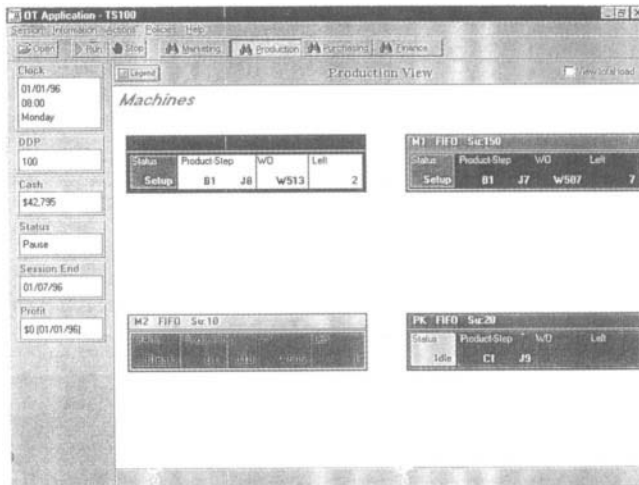 OT Application - TS100
Session Information Actions Policies Help
Open Run Stop Marketing Production Purchasing Finance
Legend Production View View total load
Clock
01/01/96
08:00
Monday
DDP
100
Cash
$42,795
Status
Pause
Session End
01/07/96
Profit
$0 (01/01/96)
Machines
Status Product-Step WO Left
Setup B1 J8 W513 2
M1 FIFO Su:150
Status Product-Step WO Left
Setup B1 J7 W507 7
M2 FIFO Su:10
PK FIFO Su:20
Status Product-Step WO Left
Idle C1 J9